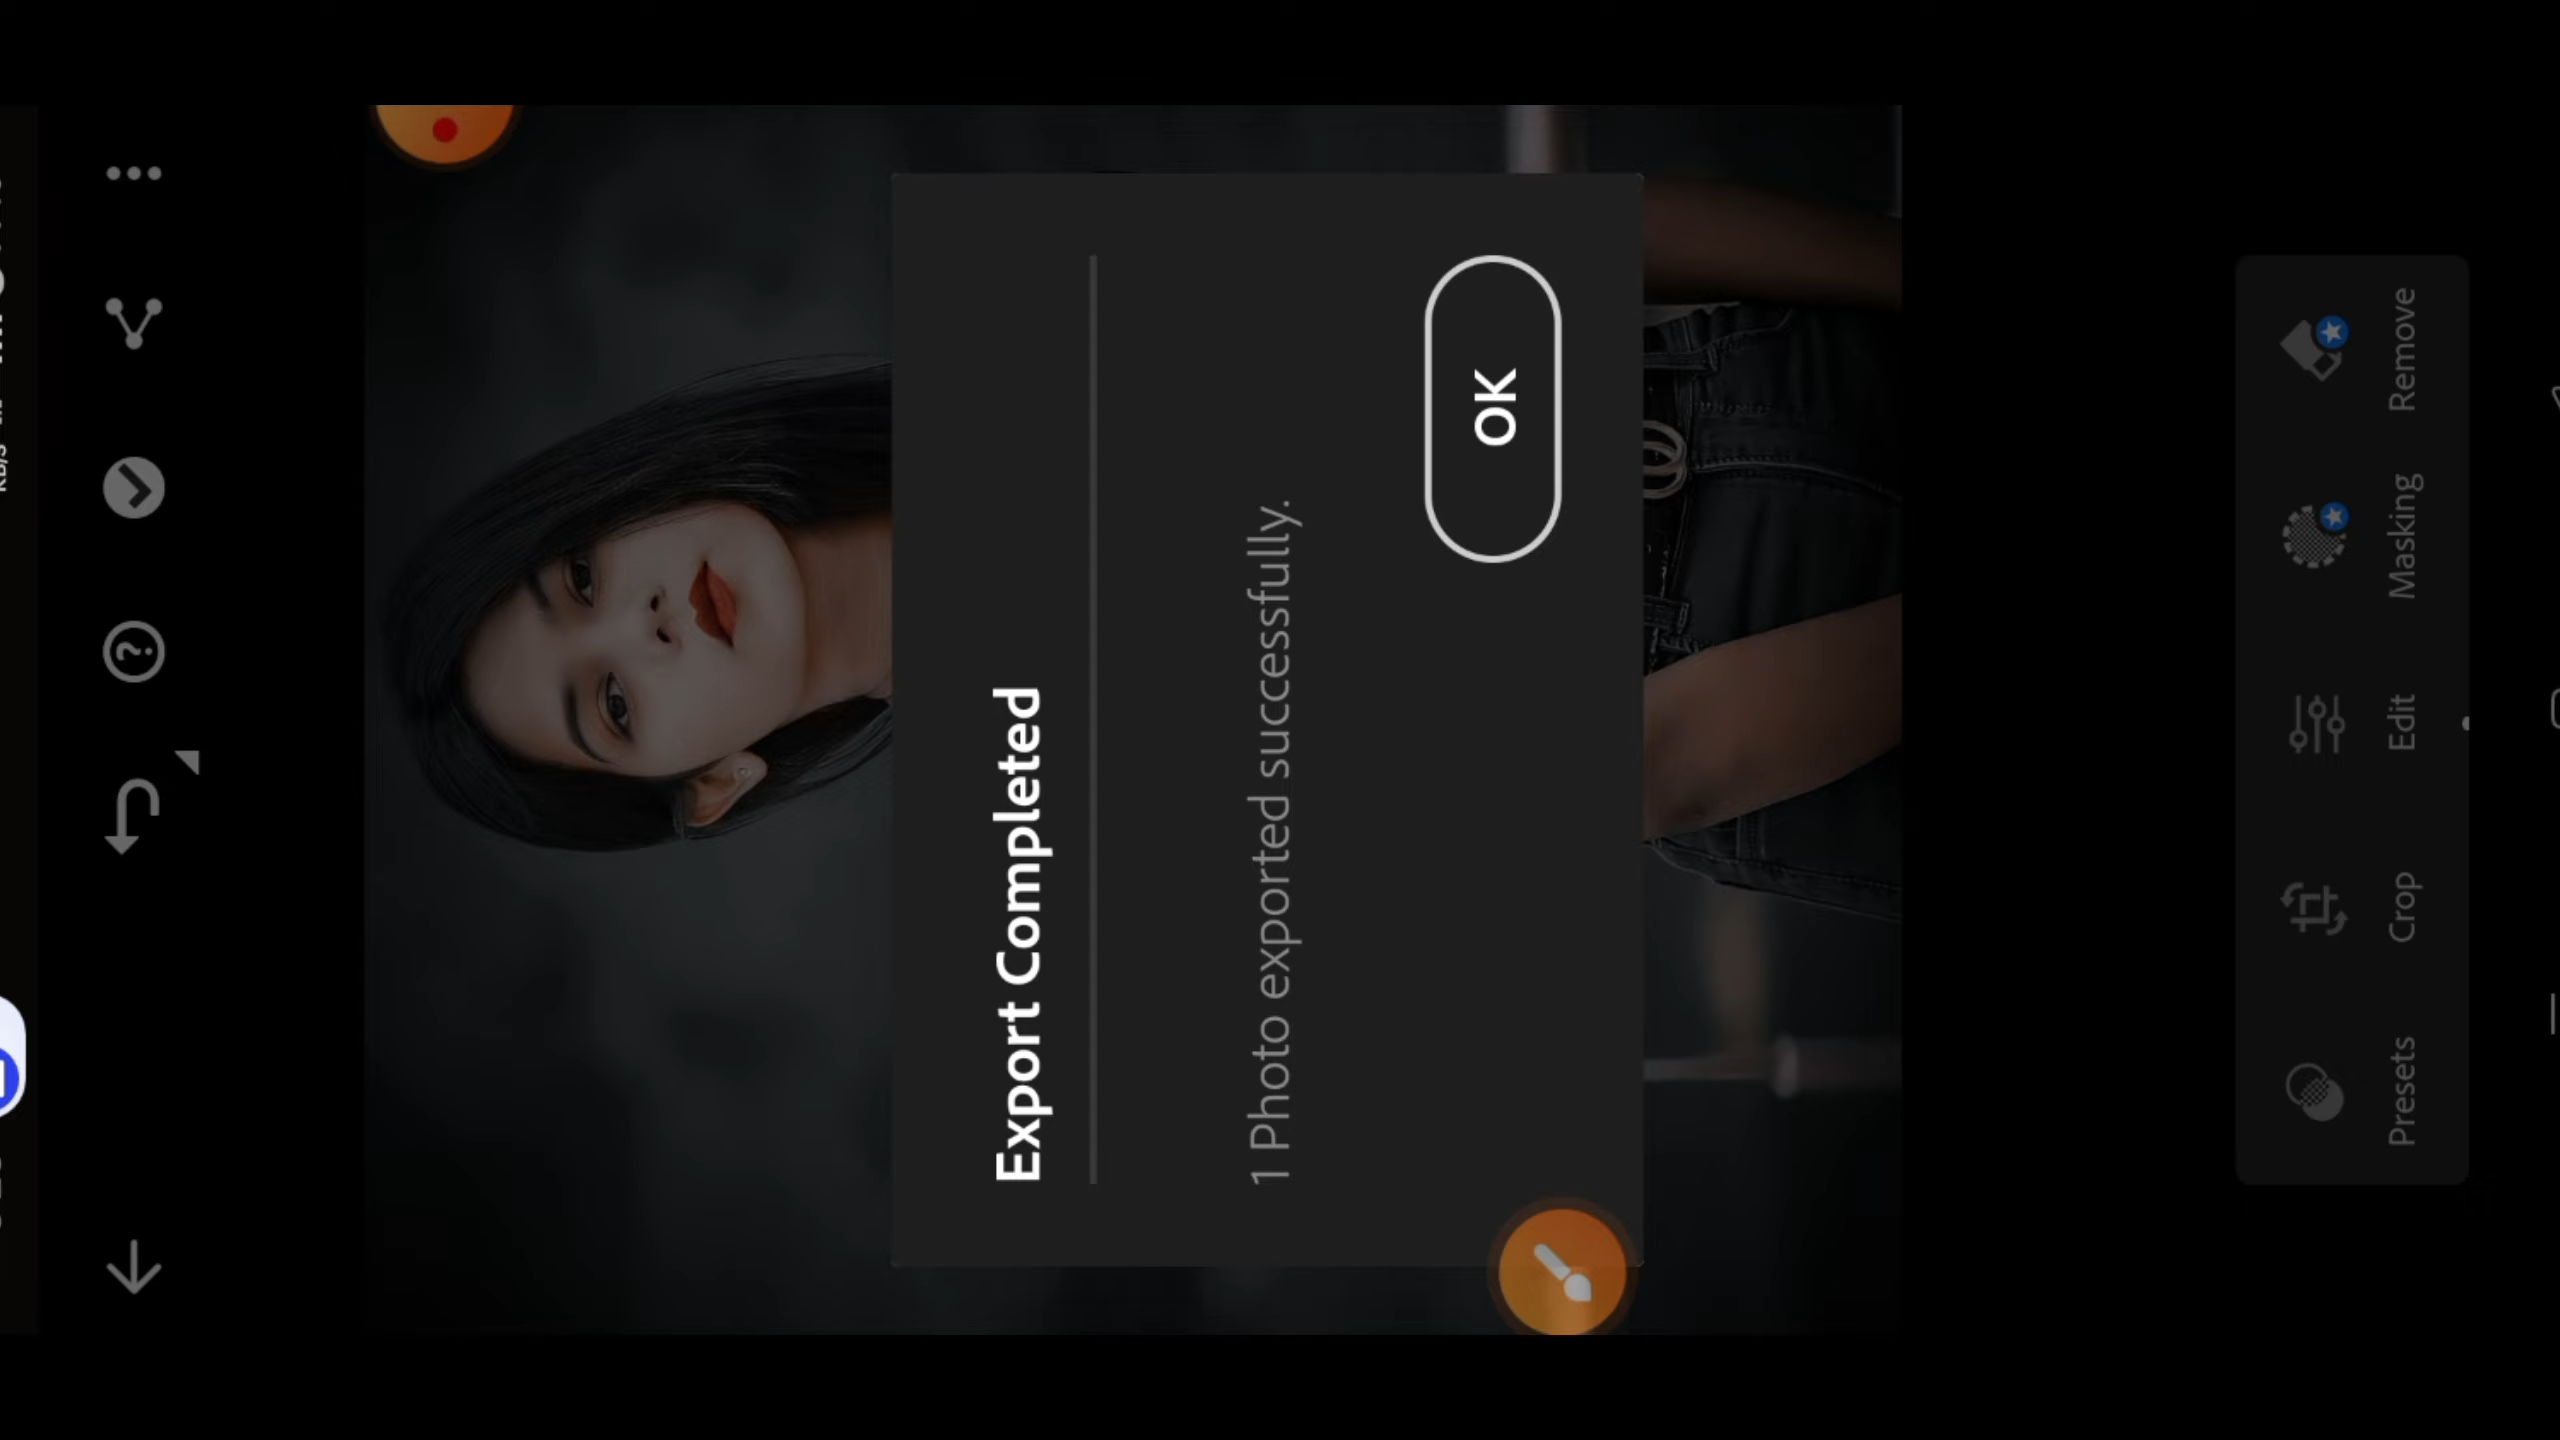 Export Completed
1 Photo exported successfully.
OK
Presets
Crop
Edit
Masking
Remove